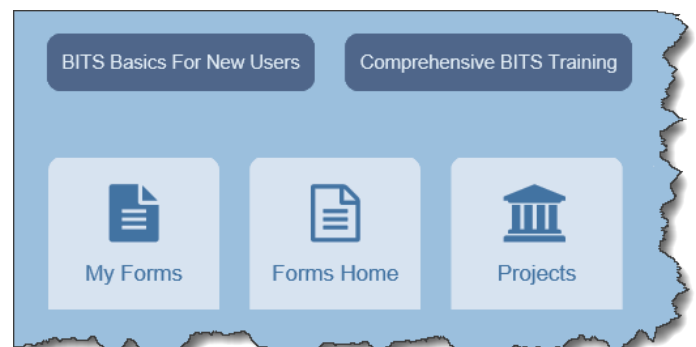 BITS Basics For New Users
Comprehensive BITS Training
My Forms
Forms Home
Projects